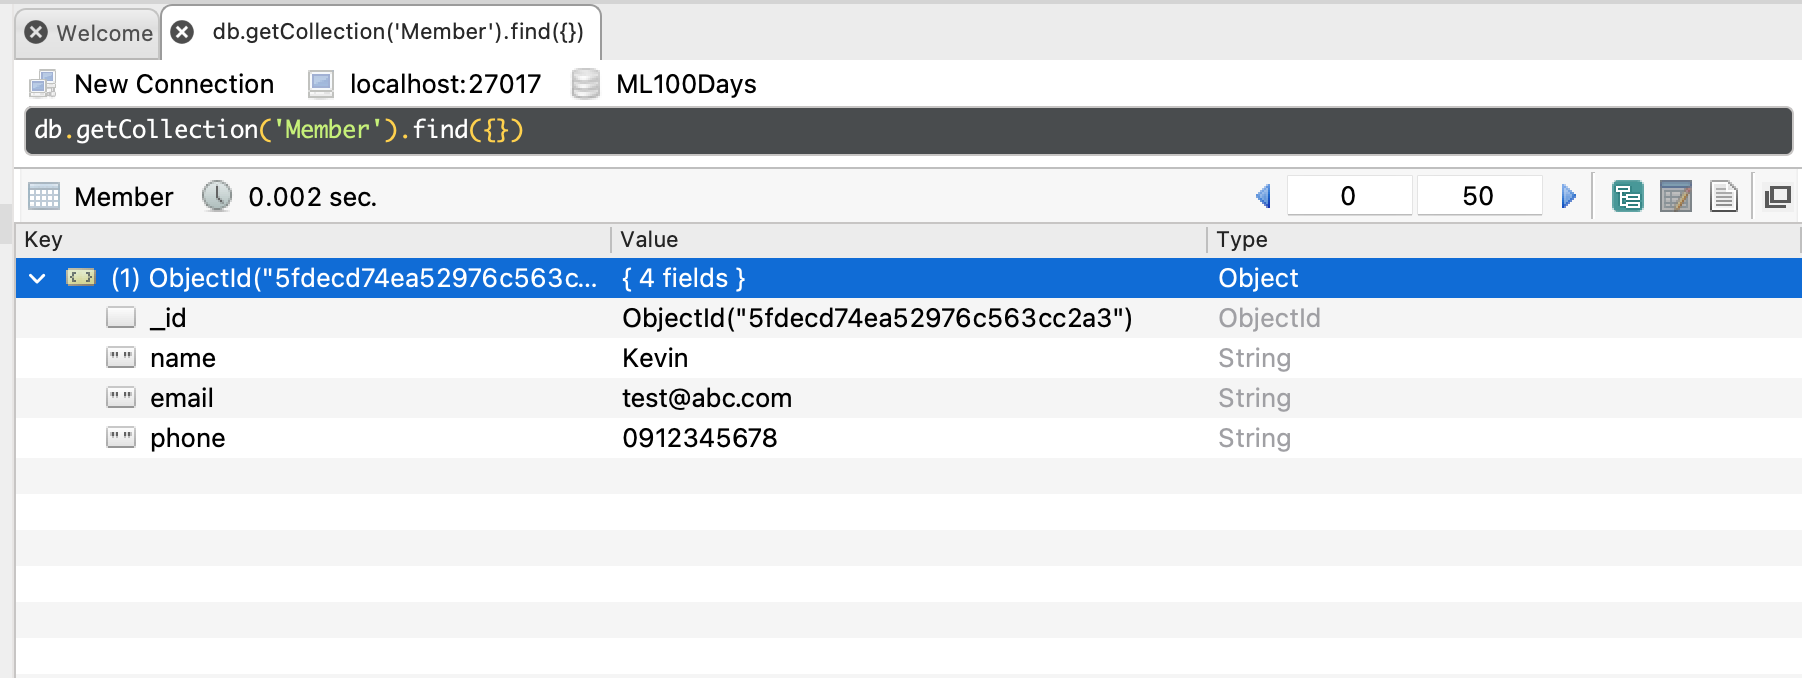 Welcome db.getCollection('Member').find({})
New Connection localhost:27017 ML100Days
db.getCollection('Member').find({})
Member 0.002 sec. 0 50
Key Value Type
(1) ObjectId("5fdecd74ea52976c563c... { 4 fields } Object
_id ObjectId("5fdecd74ea52976c563cc2a3") ObjectId
name Kevin String
email test@abc.com String
phone 0912345678 String